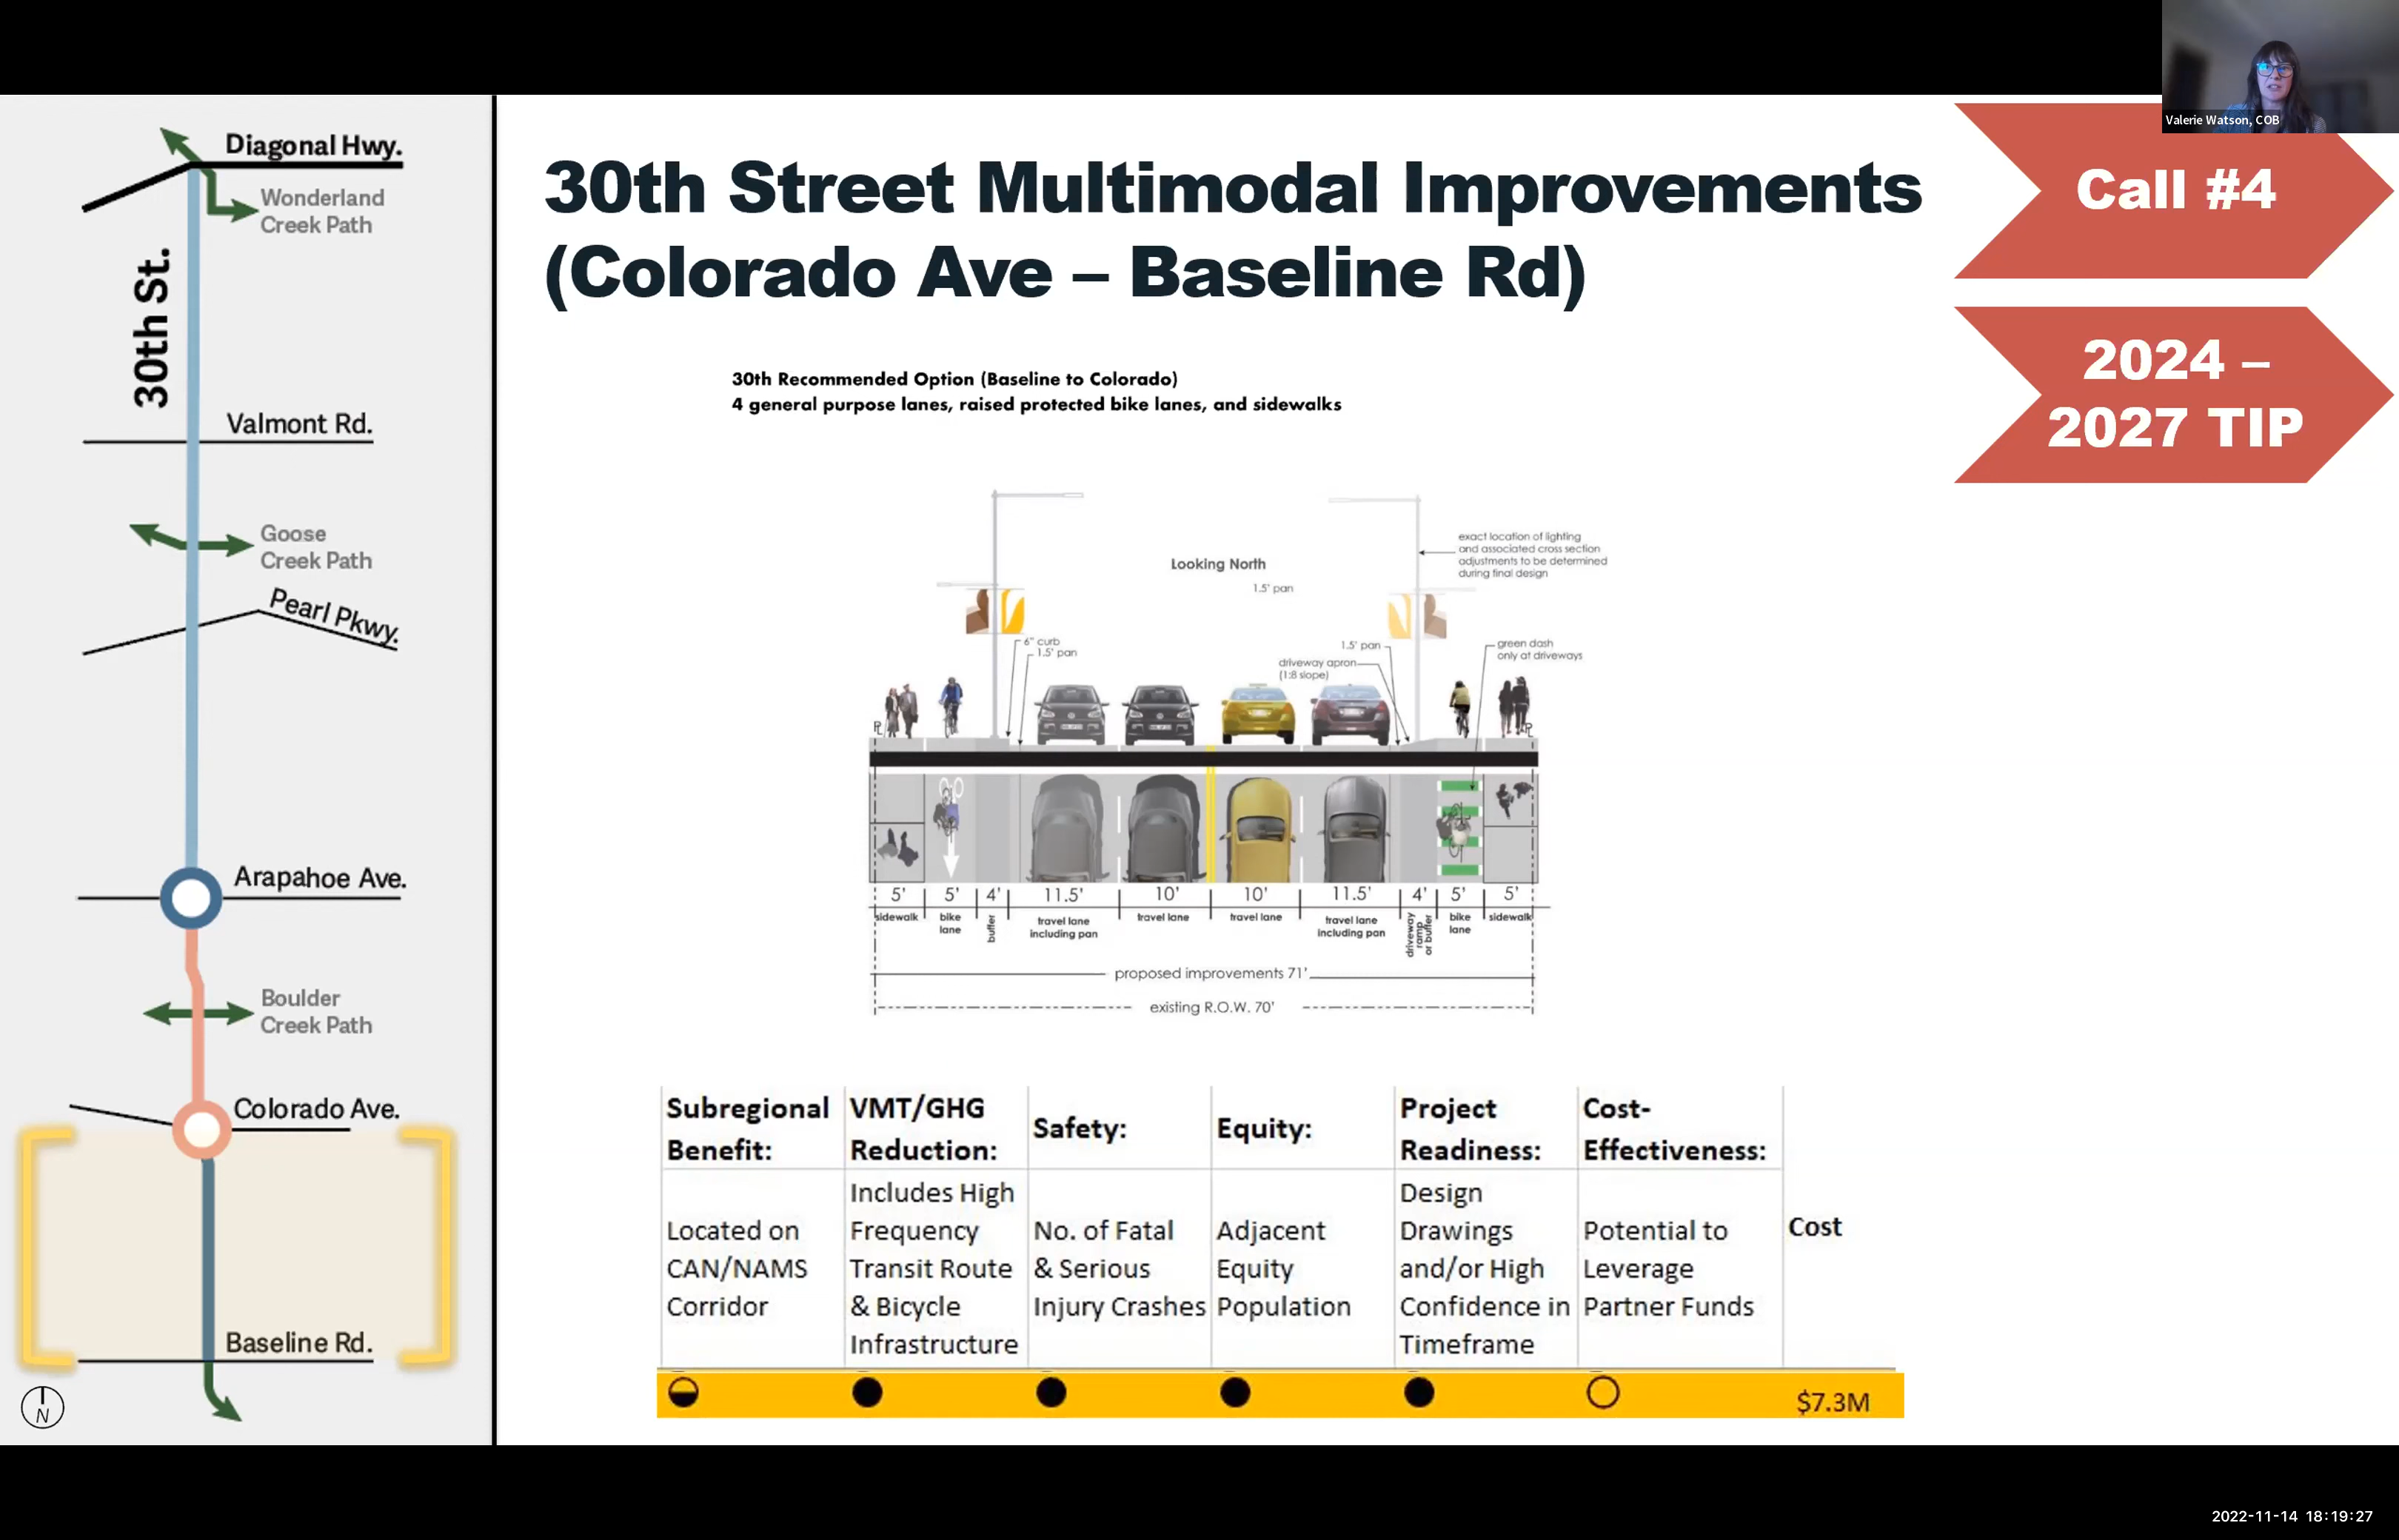 Valerie Watson, COB
Diagonal Hwy.
Wonderland
Creek Path
30th St.
Valmont Rd.
Goose
Creek Path
Pearl Pkwy.
Arapahoe Ave.
Boulder
Creek Path
Colorado Ave.
Baseline Rd.
N
30th Street Multimodal Improvements
(Colorado Ave – Baseline Rd)
Call #4
2024 –
2027 TIP
30th Recommended Option (Baseline to Colorado)
4 general purpose lanes, raised protected bike lanes, and sidewalks
Looking North
1.5' pan
exact location of lighting
and associated cross section
adjustments to be determined
during final design
6" curb
1.5' pan
1.5' pan
driveway apron
(1:8 slope)
green dash
only at driveways
5' 5' 4' 11.5' 10' 10' 11.5' 4' 5' 5'
sidewalk
bike
lane
buffer
travel lane
including pan
travel lane
travel lane
travel lane
including pan
driveway
ramp
or buffer
bike
lane
sidewalk
proposed improvements 71'
existing R.O.W. 70'
Subregional
Benefit:
VMT/GHG
Reduction:
Safety:
Equity:
Project
Readiness:
Cost-
Effectiveness:
Located on
CAN/NAMS
Corridor
Includes High
Frequency
Transit Route
& Bicycle
Infrastructure
No. of Fatal
& Serious
Injury Crashes
Adjacent
Equity
Population
Design
Drawings
and/or High
Confidence in
Timeframe
Potential to
Leverage
Partner Funds
Cost
$7.3M
2022-11-14 18:19:27